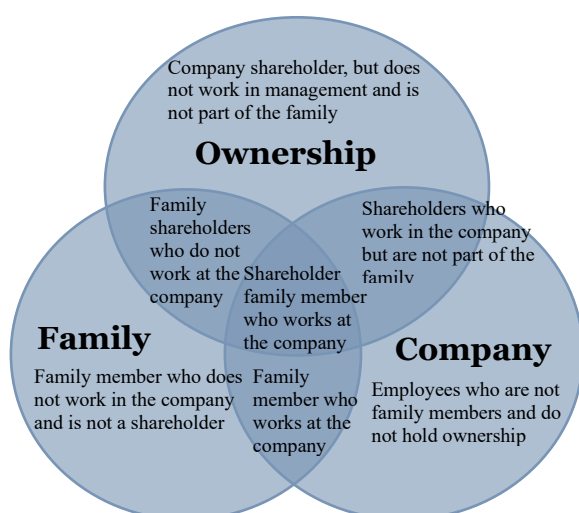 Company shareholder, but does
not work in management and is
not part of the family
Ownership
Family
shareholders
who do not
work at the
company
Shareholders who
work in the company
but are not part of the
family
Shareholder
family member
who works at
the company
Family
Family member who does
not work in the company
and is not a shareholder
Family
member who
works at the
company
Company
Employees who are not
family members and do
not hold ownership